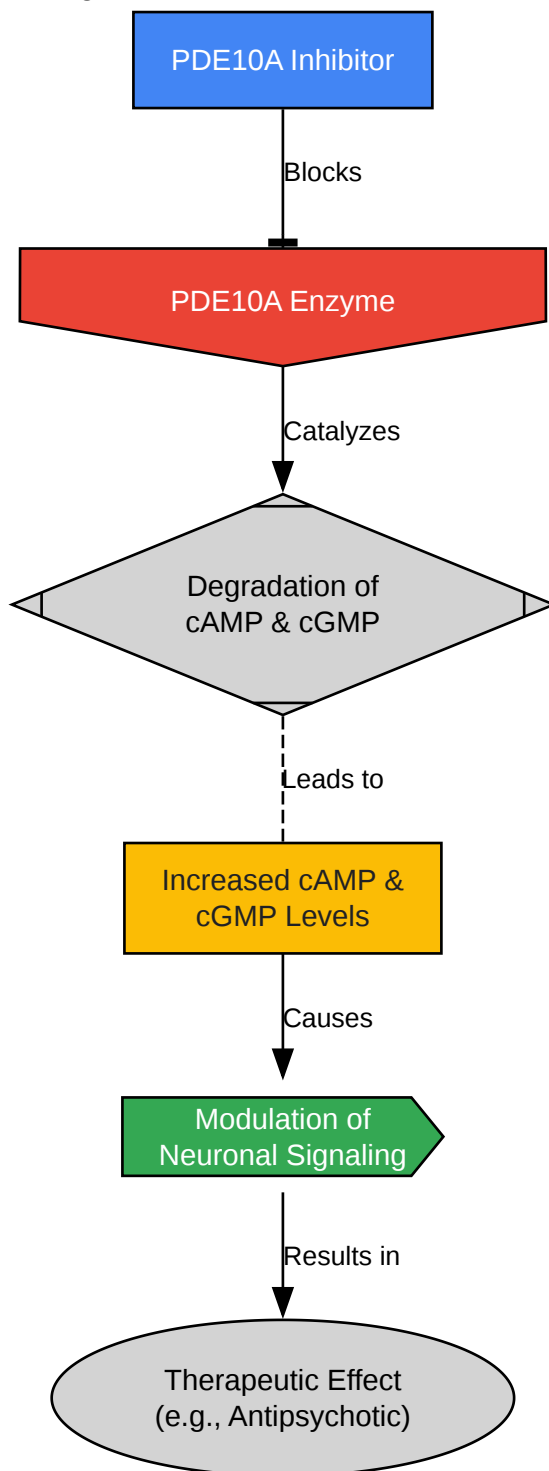 PDE10A Inhibitor
Blocks
PDE10A Enzyme
Catalyzes
Degradation of
cAMP & cGMP
Leads to
Increased cAMP &
cGMP Levels
Causes
Modulation of
Neuronal Signaling
Results in
Therapeutic Effect
(e.g., Antipsychotic)